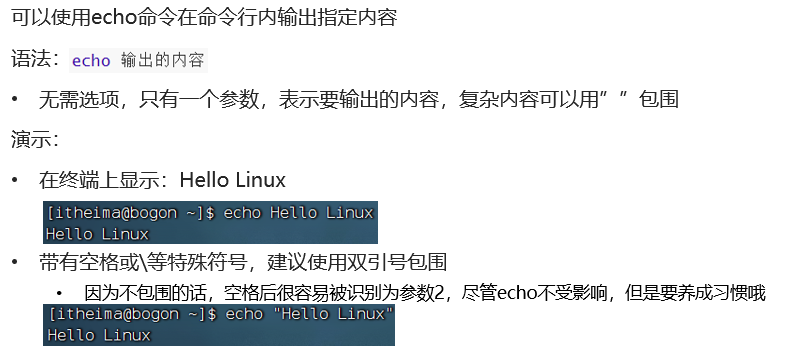 可以使用echo命令在命令行内输出指定内容
语法：echo 输出的内容
• 无需选项，只有一个参数，表示要输出的内容，复杂内容可以用””包围
演示：
• 在终端上显示：Hello Linux
[itheima@bogon ~]$ echo Hello Linux
Hello Linux
• 带有空格或\等特殊符号，建议使用双引号包围
• 因为不包围的话，空格后很容易被识别为参数2，尽管echo不受影响，但是要养成习惯哦
[itheima@bogon ~]$ echo "Hello Linux"
Hello Linux